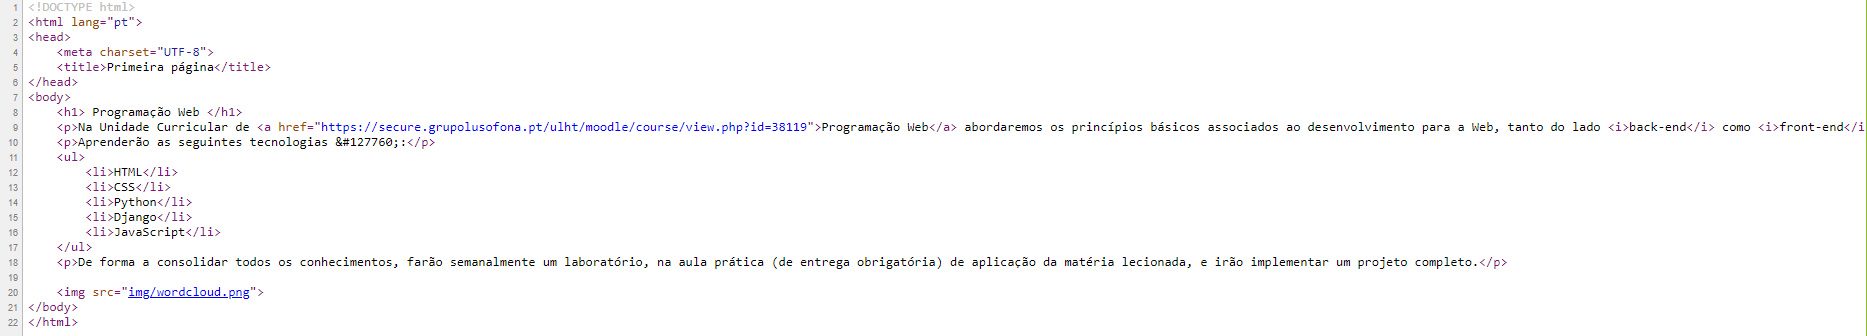 1 <!DOCTYPE html>
2 <html lang="pt">
3 <head>
4     <meta charset="UTF-8">
5     <title>Primeira página</title>
6 </head>
7 <body>
8     <h1> Programação Web </h1>
9     <p>Na Unidade Curricular de <a href="https://secure.grupolusofona.pt/ulht/moodle/course/view.php?id=38119">Programação Web</a> abordaremos os princípios básicos associados ao desenvolvimento para a Web, tanto do lado <i>back-end</i> como <i>front-end</i
10     <p>Aprenderão as seguintes tecnologias &#127760;:</p>
11     <ul>
12         <li>HTML</li>
13         <li>CSS</li>
14         <li>Python</li>
15         <li>Django</li>
16         <li>JavaScript</li>
17     </ul>
18     <p>De forma a consolidar todos os conhecimentos, farão semanalmente um laboratório, na aula prática (de entrega obrigatória) de aplicação da matéria lecionada, e irão implementar um projeto completo.</p>
19
20     <img src="img/wordcloud.png">
21 </body>
22 </html>